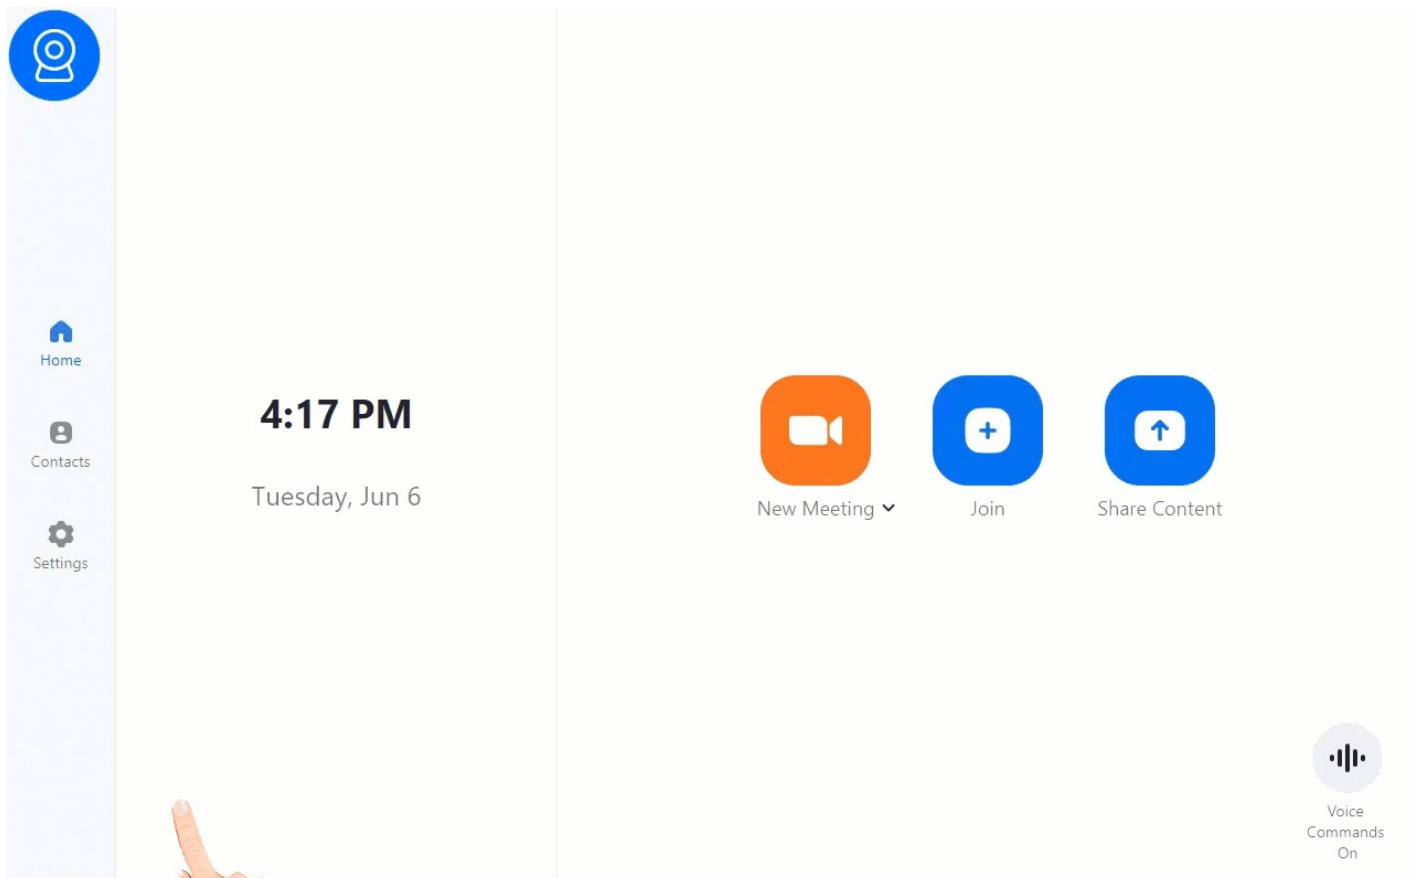 Home
Contacts
Settings
4:17 PM
Tuesday, Jun 6
New Meeting
Join
Share Content
Voice
Commands
On